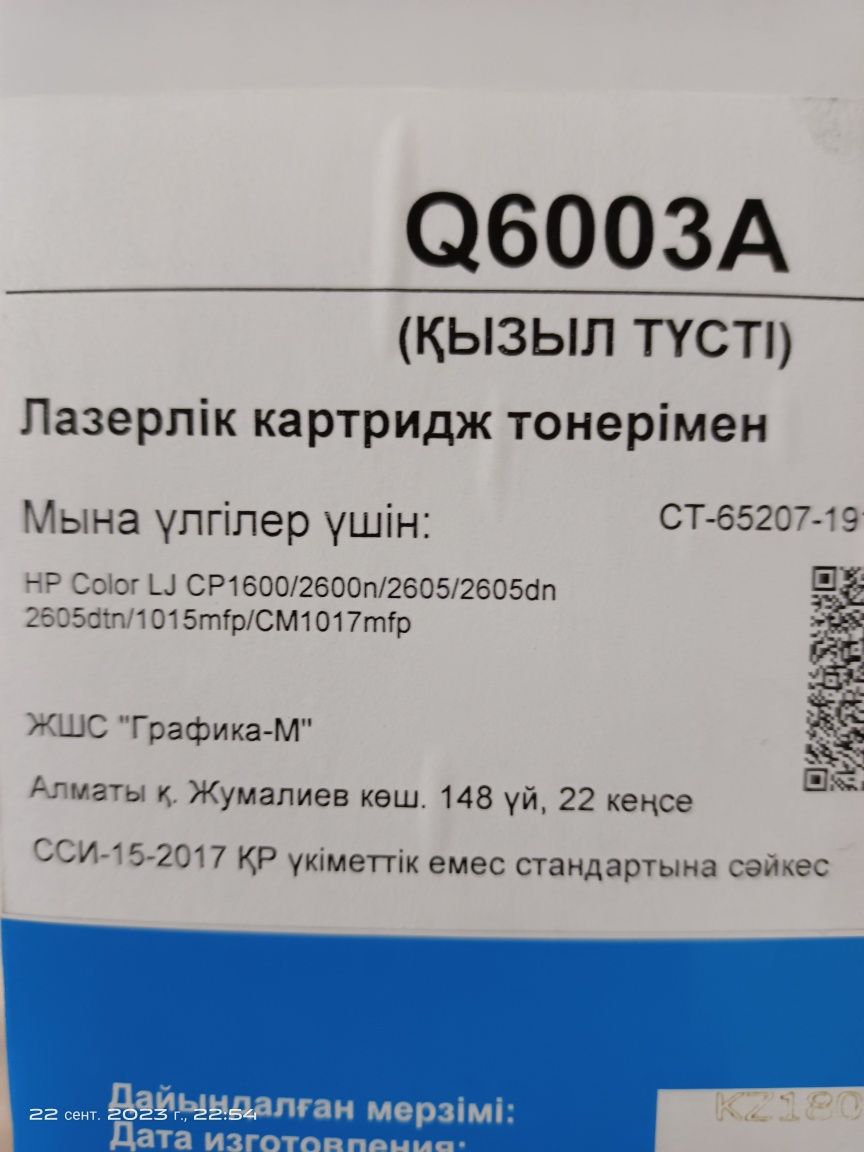 Q6003A
(ҚЫЗЫЛ ТҮСТІ)
Лазерлік картридж тонерімен
Мына үлгілер үшін:
СТ-65207-19
HP Color LJ CP1600/2600n/2605/2605dn
2605dtn/1015mfp/CM1017mfp
ЖШС "Графика-М"
Алматы қ. Жумалиев көш. 148 үй, 22 кеңсе
ССИ-15-2017 ҚР үкіметтік емес стандартына сәйкес
Дайындалған мерзімі:
KZ180
22 сент. 2023 г., 22:54
Дата изготовления: